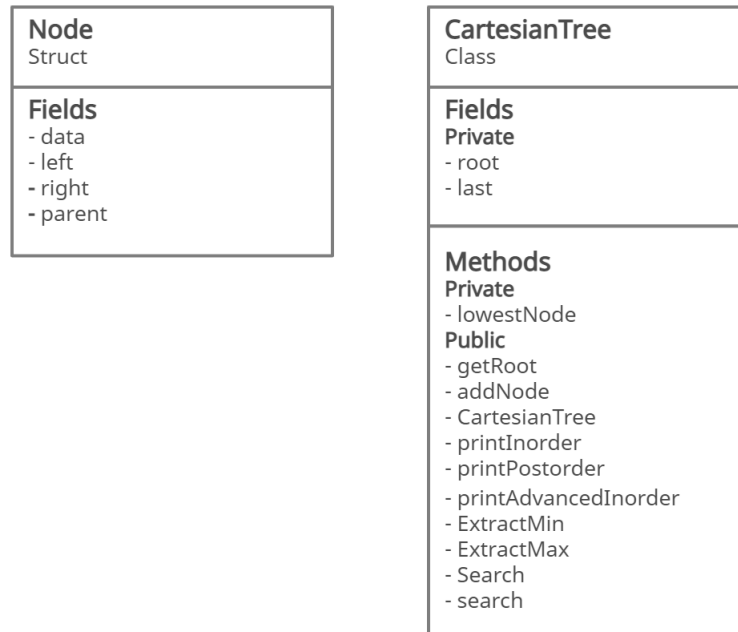 Node
Struct
Fields
- data
- left
- right
- parent
CartesianTree
Class
Fields
Private
- root
- last
Methods
Private
- lowestNode
Public
- getRoot
- addNode
- CartesianTree
- printInorder
- printPostorder
- printAdvancedInorder
- ExtractMin
- ExtractMax
- Search
- search